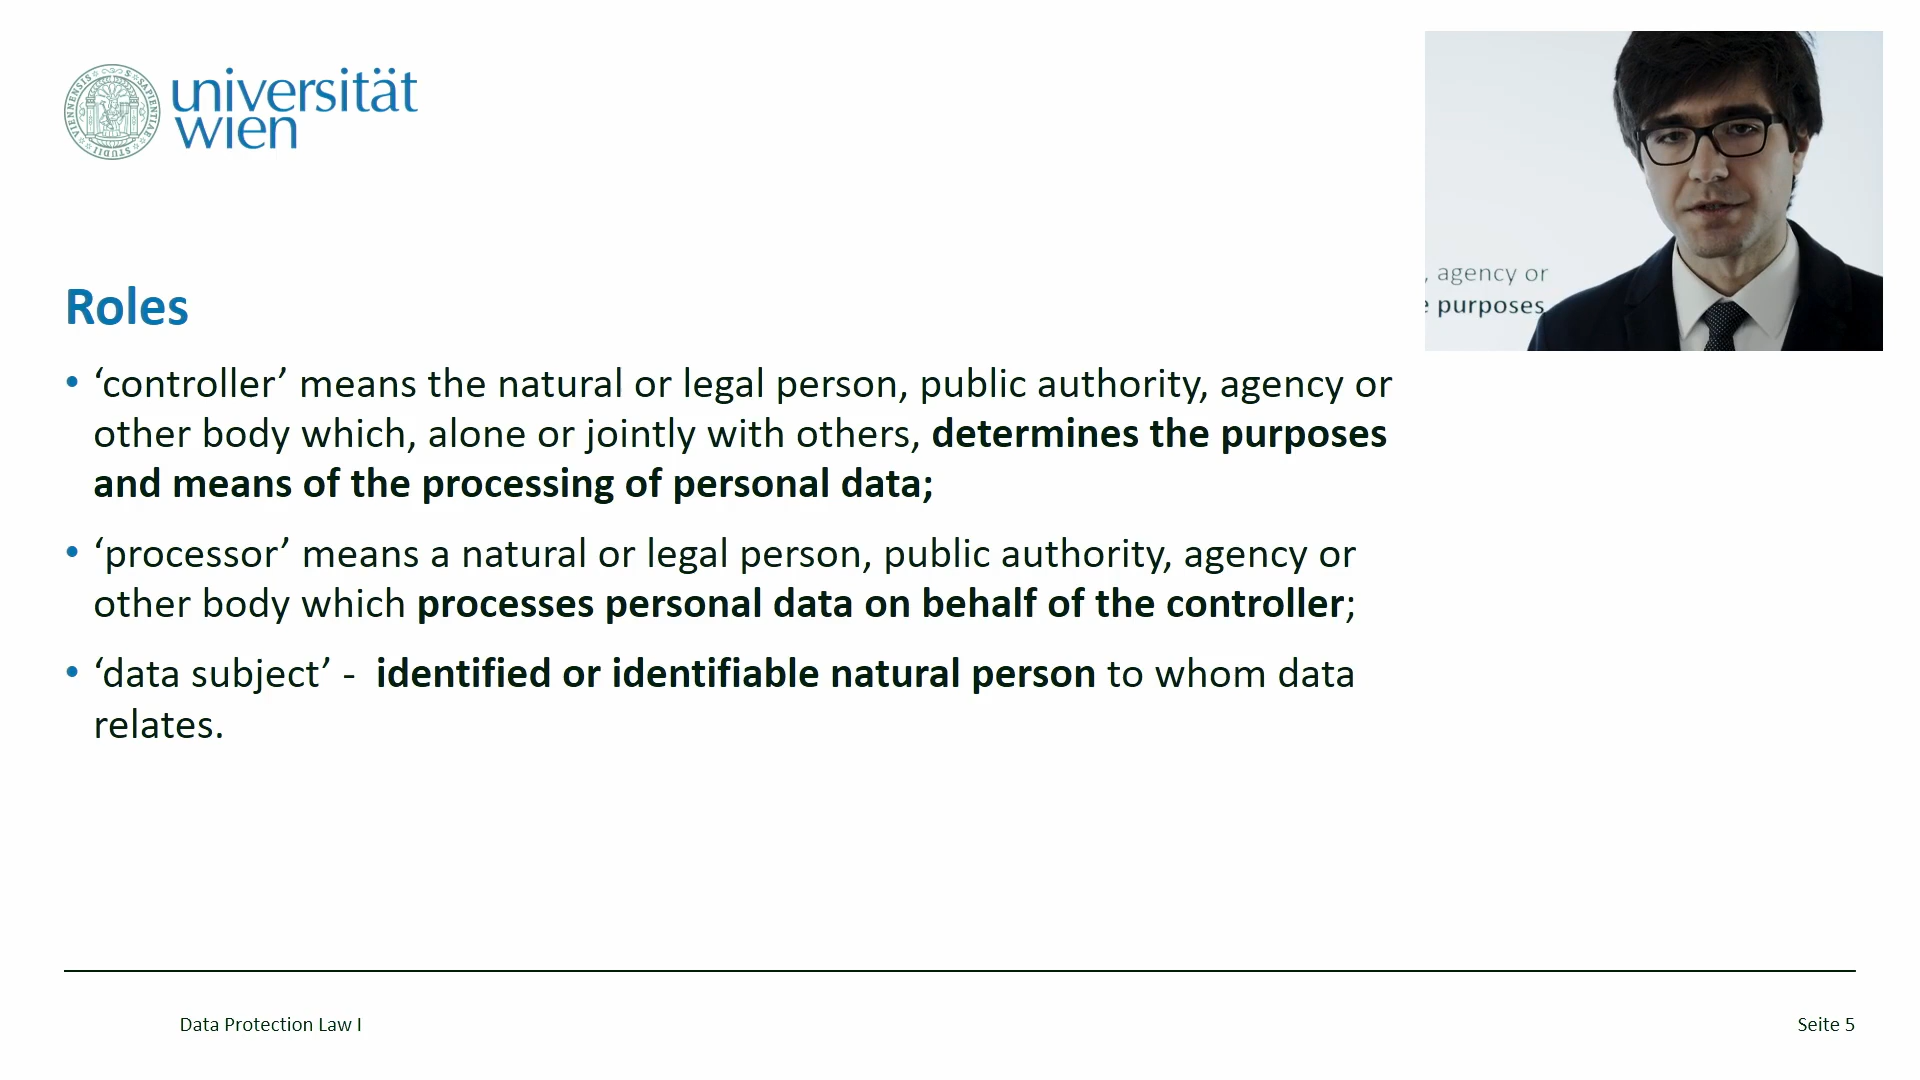 universität
wien
STUDII VIENNENSIS SAPIENTIAE
, agency or
purposes
Roles
• ‘controller’ means the natural or legal person, public authority, agency or
other body which, alone or jointly with others, determines the purposes
and means of the processing of personal data;
• ‘processor’ means a natural or legal person, public authority, agency or
other body which processes personal data on behalf of the controller;
• ‘data subject’ -  identified or identifiable natural person to whom data
relates.
Data Protection Law I
Seite 5